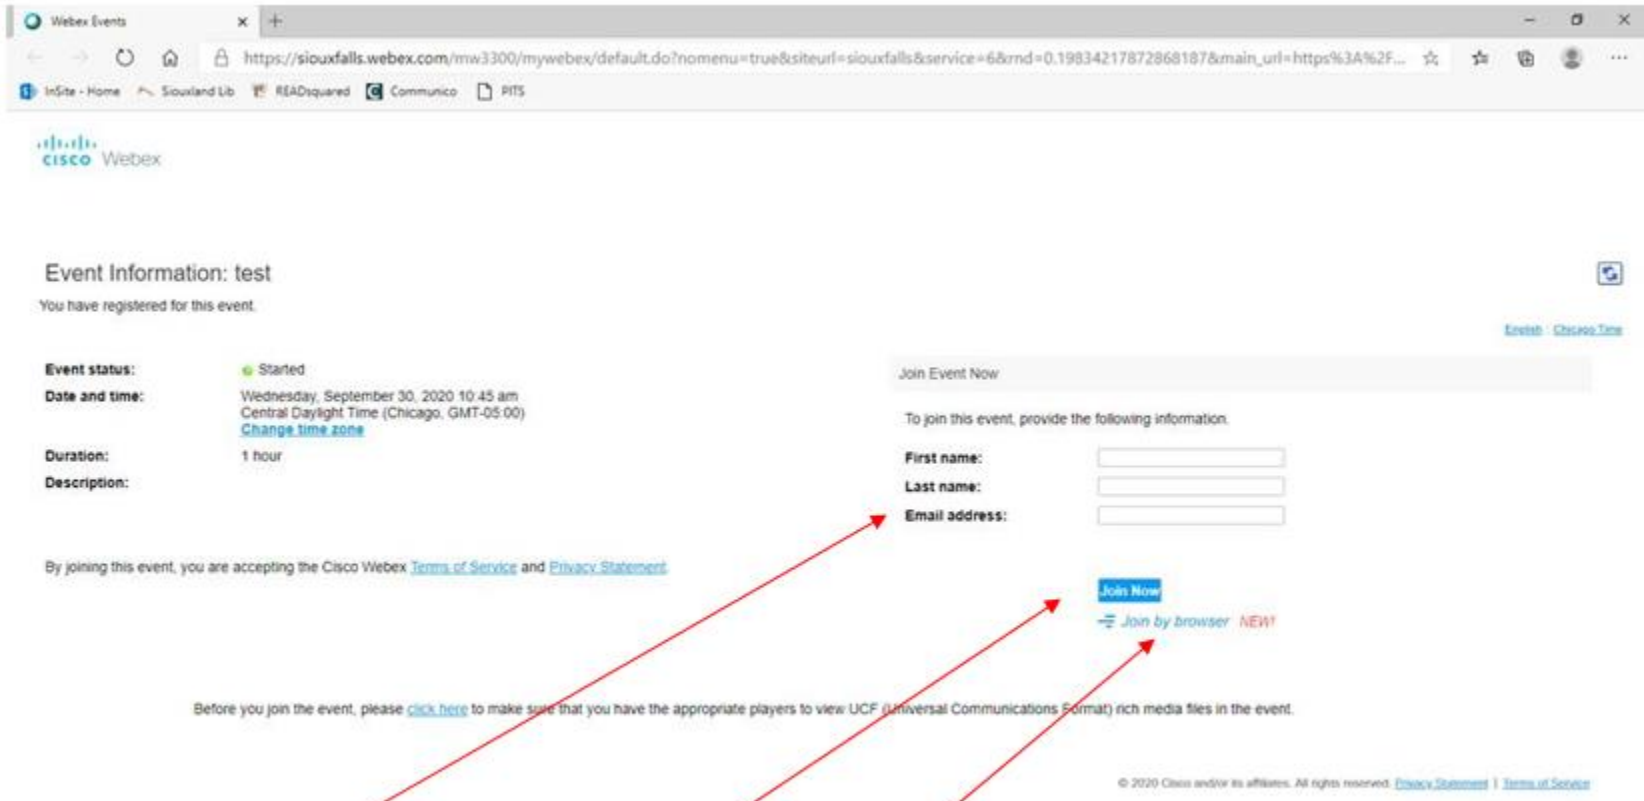 Webex Events
https://siouxfalls.webex.com/mw3300/mywebex/default.do?nomenu=true&siteurl=siouxfalls&service=6&rnd=0.19834217872868187&main_url=https%3A%2F...
InSite - Home Siouxland Lib READsquared Communico PITS
cisco Webex
Event Information: test
You have registered for this event.
English : Chicago Time
Event status: Started
Date and time: Wednesday, September 30, 2020 10:45 am
Central Daylight Time (Chicago, GMT-05:00)
Change time zone
Duration: 1 hour
Description:
By joining this event, you are accepting the Cisco Webex Terms of Service and Privacy Statement.
Join Event Now
To join this event, provide the following information.
First name:
Last name:
Email address:
Join Now
Join by browser NEW!
Before you join the event, please click here to make sure that you have the appropriate players to view UCF (Universal Communications Format) rich media files in the event.
© 2020 Cisco and/or its affiliates. All rights reserved. Privacy Statement | Terms of Service